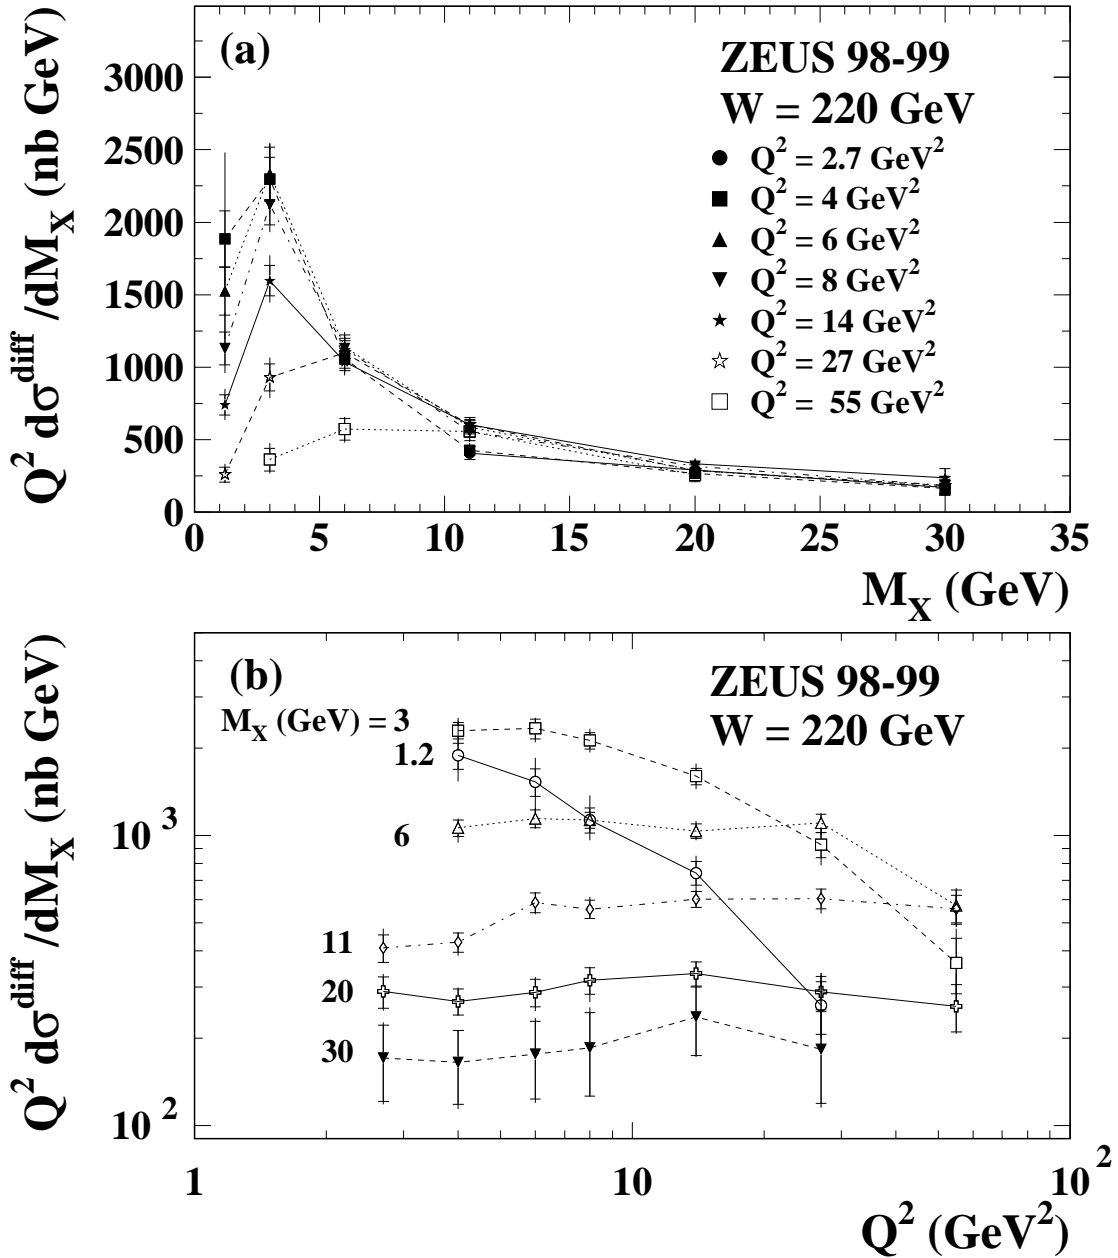 (a)
ZEUS 98-99
W = 220 GeV
Q² = 2.7 GeV²
Q² = 4 GeV²
Q² = 6 GeV²
Q² = 8 GeV²
Q² = 14 GeV²
Q² = 27 GeV²
Q² = 55 GeV²
Q² dσ^diff /dM_X (nb GeV)
3000
2500
2000
1500
1000
500
0
0 5 10 15 20 25 30 35
M_X (GeV)
(b)
ZEUS 98-99
W = 220 GeV
M_X (GeV) = 3
1.2
6
11
20
30
Q² dσ^diff /dM_X (nb GeV)
10³
10²
1 10 10²
Q² (GeV²)